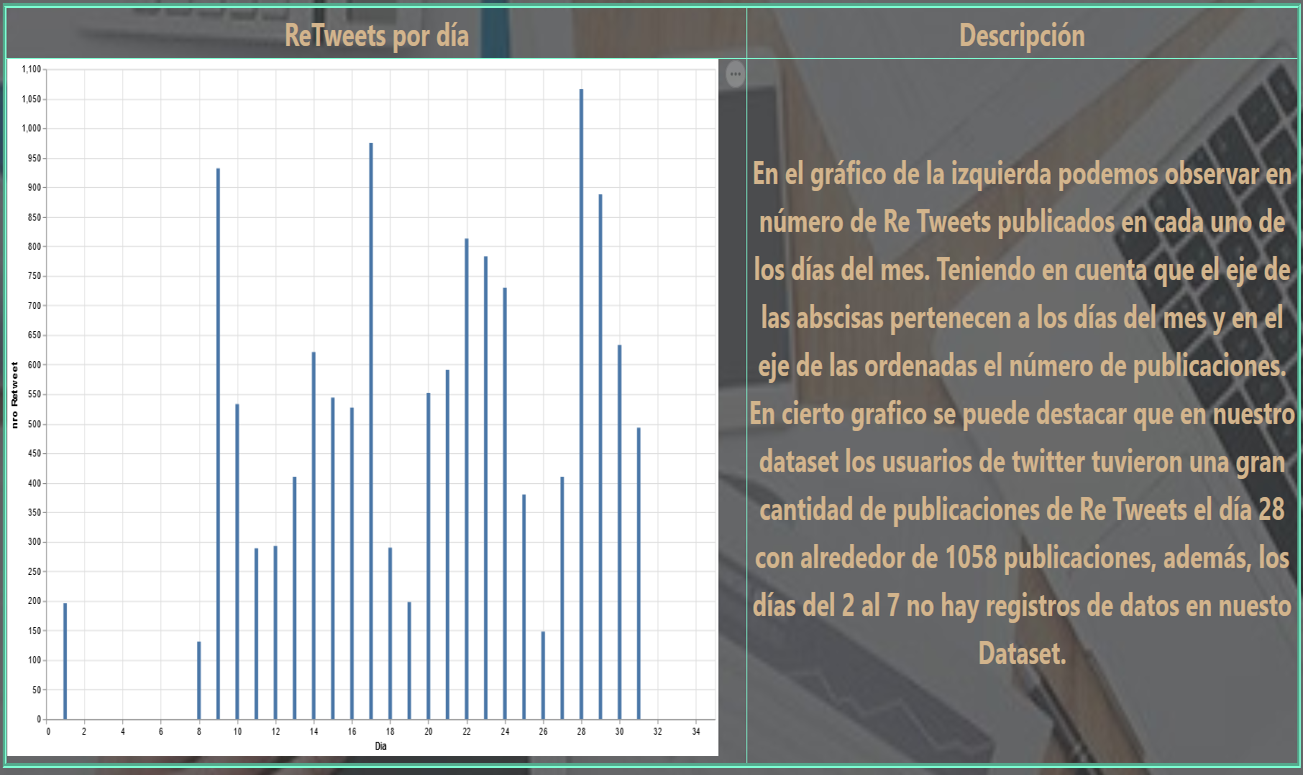 ReTweets por día
Descripción
1,100
1,050
1,000
950
900
850
800
750
700
650
600
550
500
450
400
350
300
250
200
150
100
50
0
nro Retweet
0 2 4 6 8 10 12 14 16 18 20 22 24 26 28 30 32 34
Dia
En el gráfico de la izquierda podemos observar en
número de Re Tweets publicados en cada uno de
los días del mes. Teniendo en cuenta que el eje de
las abscisas pertenecen a los días del mes y en el
eje de las ordenadas el número de publicaciones.
En cierto grafico se puede destacar que en nuestro
dataset los usuarios de twitter tuvieron una gran
cantidad de publicaciones de Re Tweets el día 28
con alrededor de 1058 publicaciones, además, los
días del 2 al 7 no hay registros de datos en nuesto
Dataset.